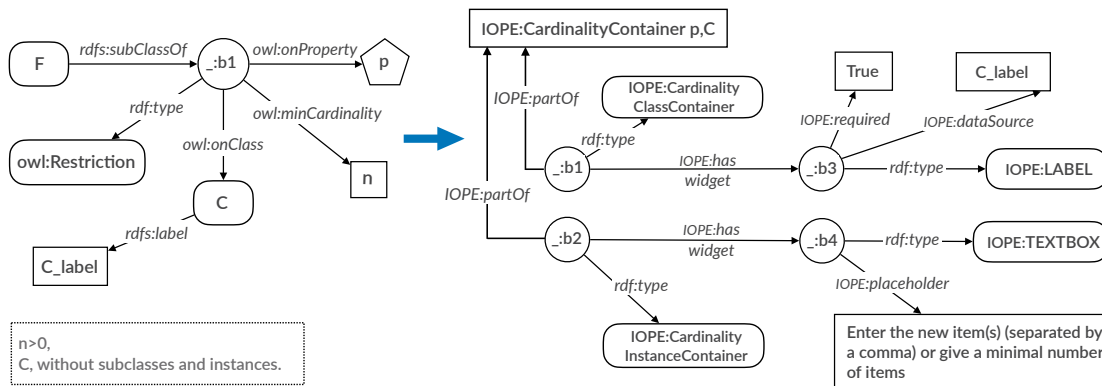 IOPE:CardinalityContainer p,C
rdfs:subClassOf
owl:onProperty
F
_:b1
p
rdf:type
owl:minCardinality
owl:onClass
owl:Restriction
n
C
rdfs:label
C_label
n>0,
C, without subclasses and instances.
IOPE:partOf
IOPE:partOf
IOPE:Cardinality
ClassContainer
rdf:type
True
C_label
IOPE:required
IOPE:dataSource
_:b1
IOPE:has
widget
_:b3
rdf:type
IOPE:LABEL
_:b2
IOPE:has
widget
_:b4
rdf:type
IOPE:TEXTBOX
rdf:type
IOPE:placeholder
IOPE:Cardinality
InstanceContainer
Enter the new item(s) (separated by
a comma) or give a minimal number
of items